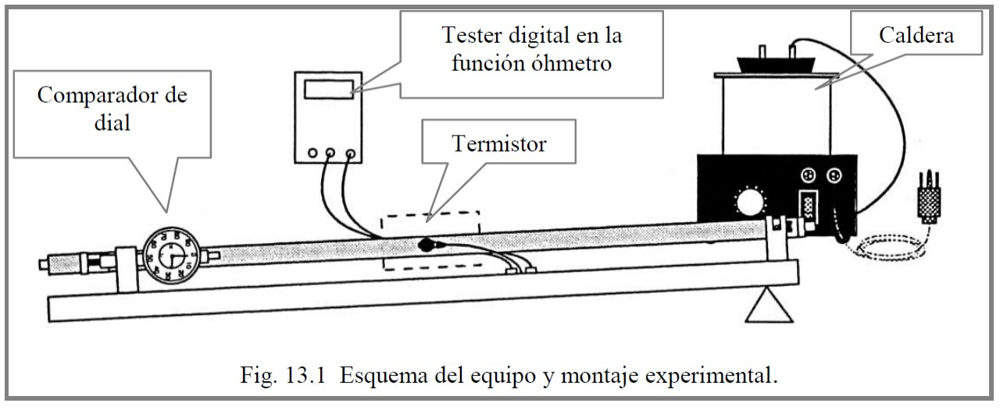 Tester digital en la
función óhmetro
Caldera
Comparador de
dial
Termistor
Fig. 13.1 Esquema del equipo y montaje experimental.